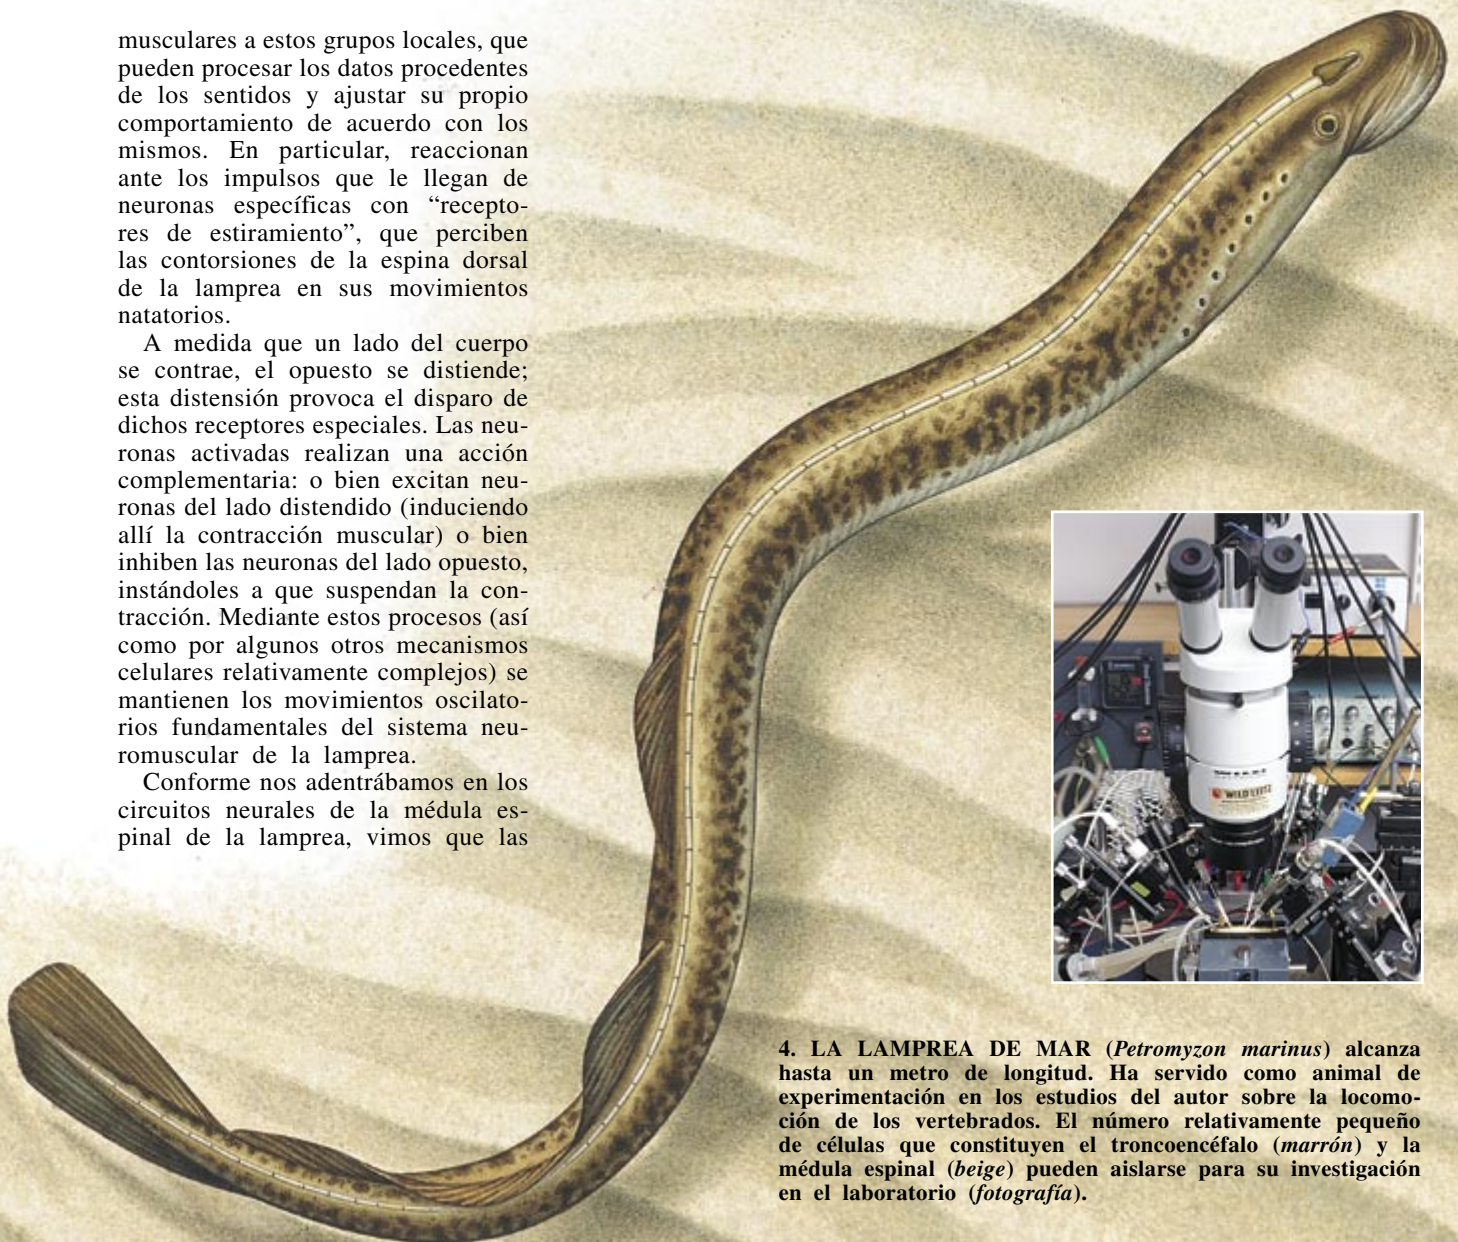 musculares a estos grupos locales, que
pueden procesar los datos procedentes
de los sentidos y ajustar su propio
comportamiento de acuerdo con los
mismos. En particular, reaccionan
ante los impulsos que le llegan de
neuronas específicas con “recepto-
res de estiramiento”, que perciben
las contorsiones de la espina dorsal
de la lamprea en sus movimientos
natatorios.
A medida que un lado del cuerpo
se contrae, el opuesto se distiende;
esta distensión provoca el disparo de
dichos receptores especiales. Las neu-
ronas activadas realizan una acción
complementaria: o bien excitan neu-
ronas del lado distendido (induciendo
allí la contracción muscular) o bien
inhiben las neuronas del lado opuesto,
instándoles a que suspendan la con-
tracción. Mediante estos procesos (así
como por algunos otros mecanismos
celulares relativamente complejos) se
mantienen los movimientos oscilato-
rios fundamentales del sistema neu-
romuscular de la lamprea.
Conforme nos adentrábamos en los
circuitos neurales de la médula es-
pinal de la lamprea, vimos que las
WILD LEITZ
4. LA LAMPREA DE MAR (Petromyzon marinus) alcanza
hasta un metro de longitud. Ha servido como animal de
experimentación en los estudios del autor sobre la locomo-
ción de los vertebrados. El número relativamente pequeño
de células que constituyen el troncoencéfalo (marrón) y la
médula espinal (beige) pueden aislarse para su investigación
en el laboratorio (fotografía).